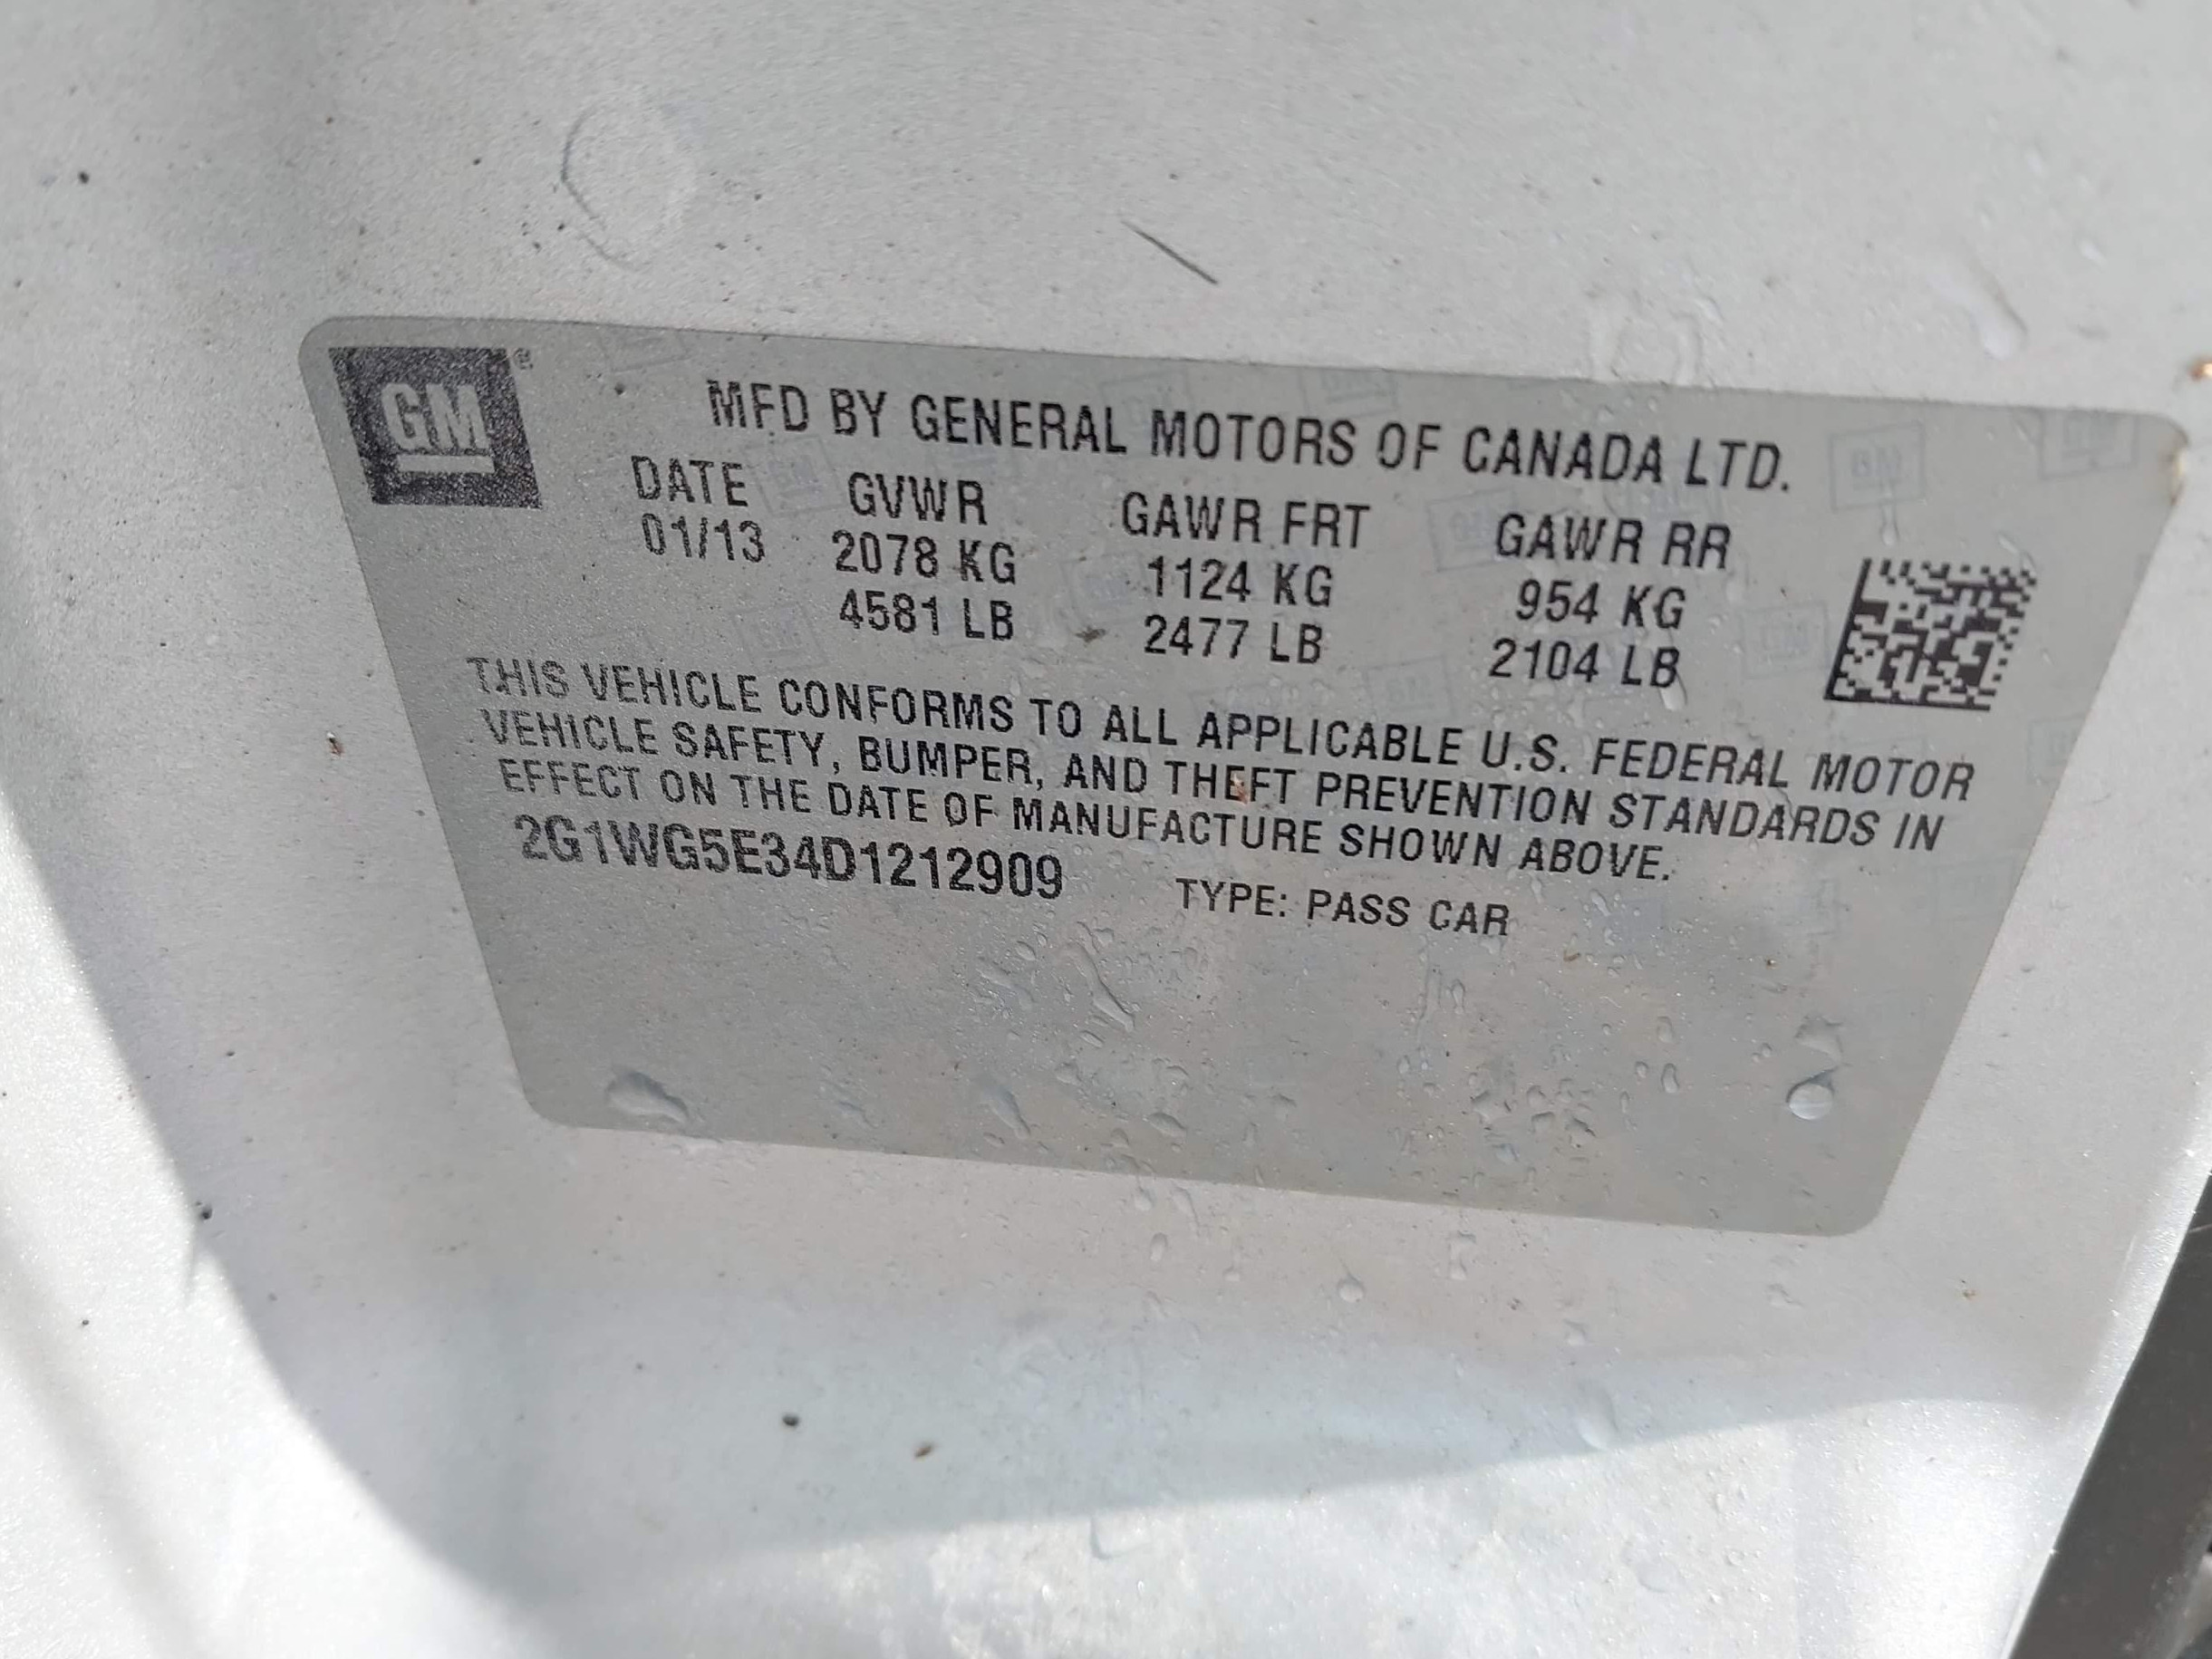 GM
MFD BY GENERAL MOTORS OF CANADA LTD.
DATE GVWR GAWR FRT GAWR RR
01/13 2078 KG 1124 KG 954 KG
4581 LB 2477 LB 2104 LB
THIS VEHICLE CONFORMS TO ALL APPLICABLE U.S. FEDERAL MOTOR
VEHICLE SAFETY, BUMPER, AND THEFT PREVENTION STANDARDS IN
EFFECT ON THE DATE OF MANUFACTURE SHOWN ABOVE.
2G1WG5E34D1212909 TYPE: PASS CAR